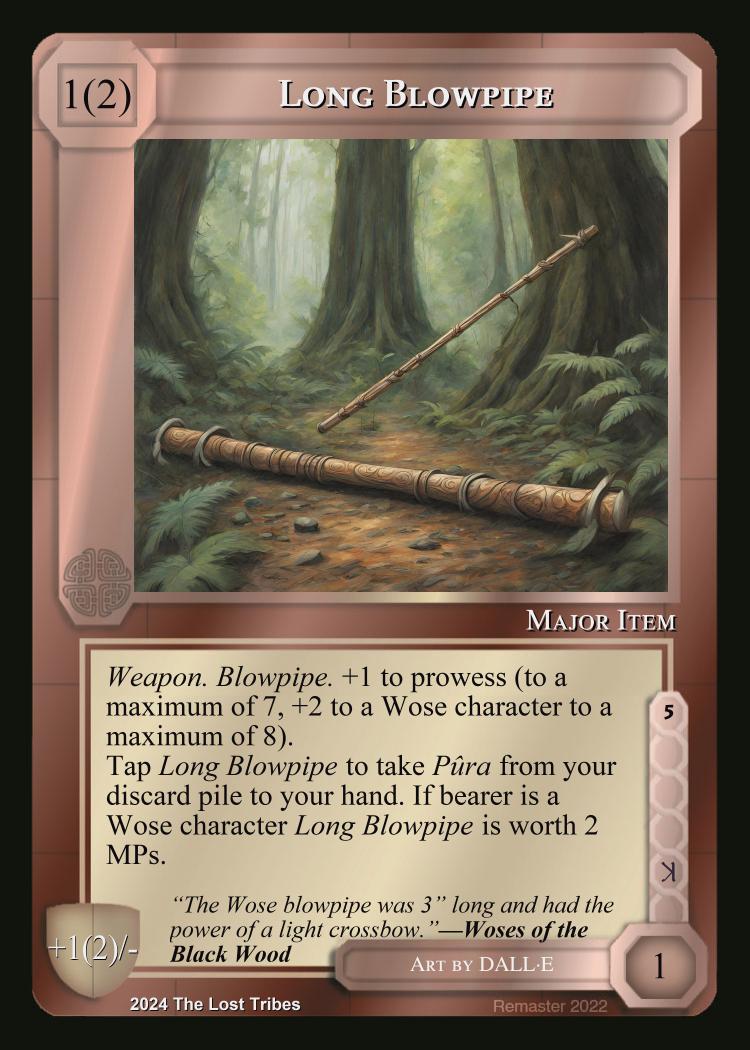 1(2)
Long Blowpipe
Major Item
Weapon. Blowpipe. +1 to prowess (to a
maximum of 7, +2 to a Wose character to a
maximum of 8).
Tap Long Blowpipe to take Pûra from your
discard pile to your hand. If bearer is a
Wose character Long Blowpipe is worth 2
MPs.
5
“The Wose blowpipe was 3” long and had the
power of a light crossbow.”—Woses of the
Black Wood
+1(2)/-
Art by DALL·E
1
2024 The Lost Tribes
Remaster 2022